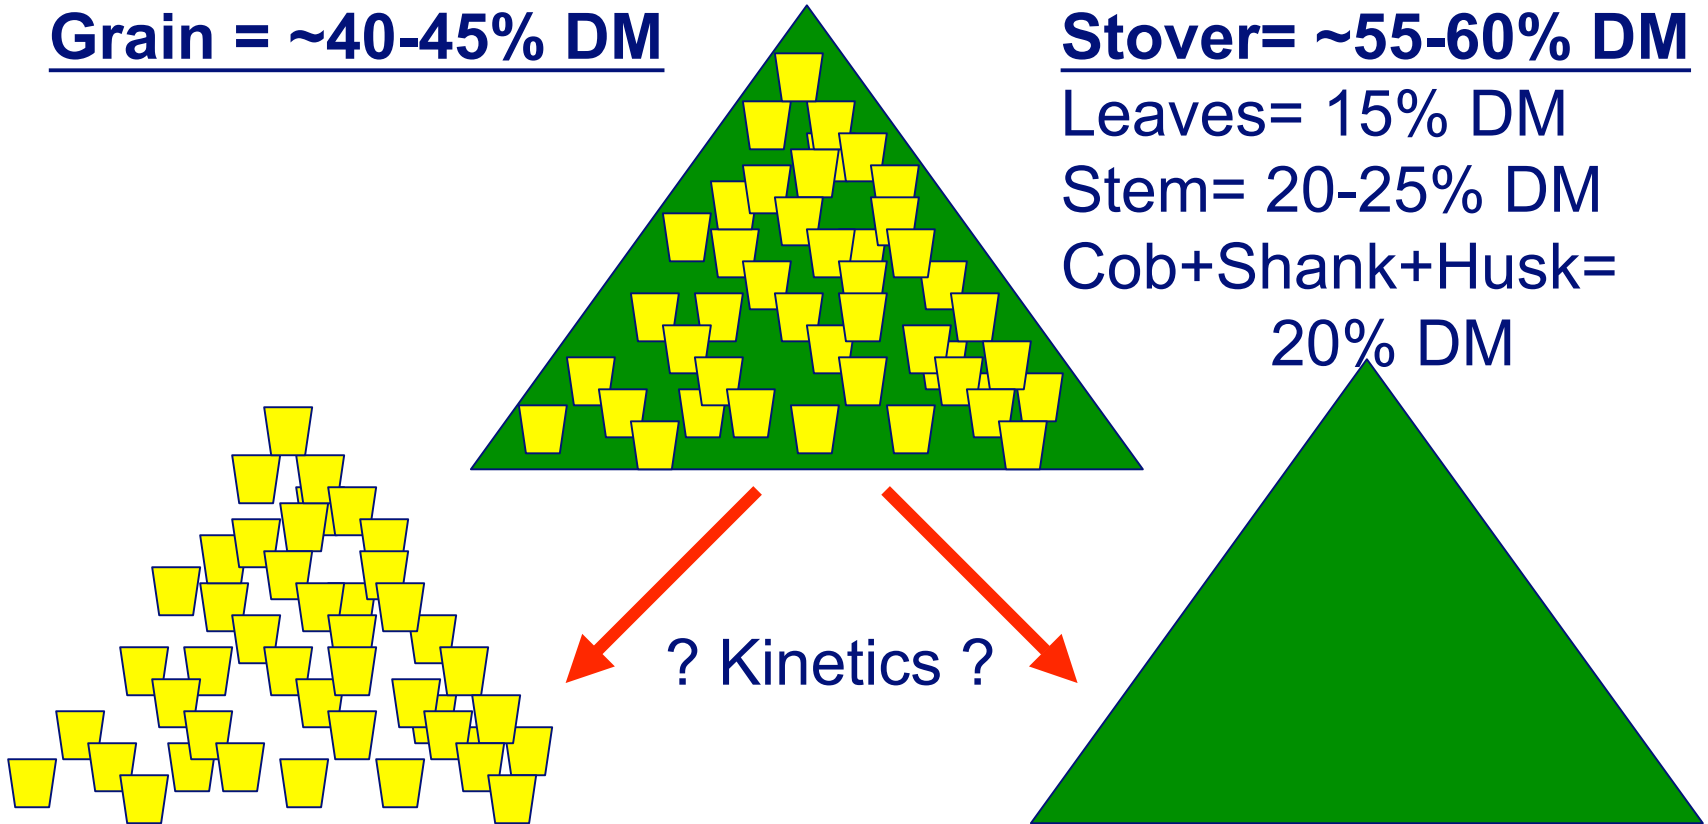 Grain = ~40-45% DM
Stover= ~55-60% DM
Leaves= 15% DM
Stem= 20-25% DM
Cob+Shank+Husk=
20% DM
? Kinetics ?